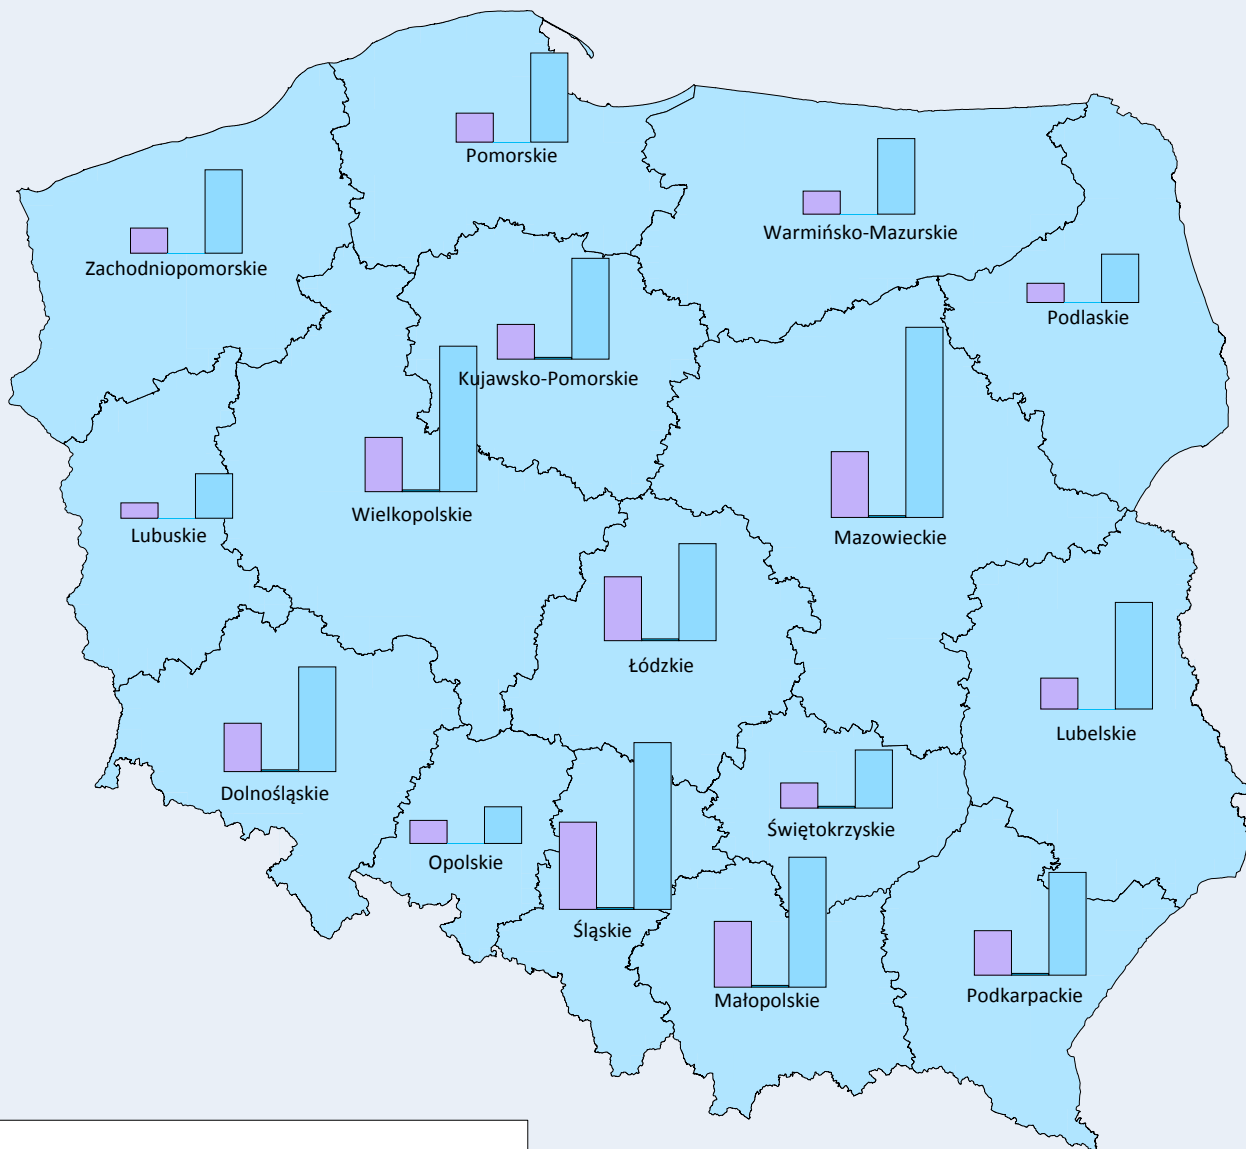 Pomorskie
Warmińsko-Mazurskie
Zachodniopomorskie
Podlaskie
Kujawsko-Pomorskie
Wielkopolskie
Lubuskie
Mazowieckie
Łódzkie
Lubelskie
Dolnośląskie
Świętokrzyskie
Opolskie
Śląskie
Podkarpackie
Małopolskie